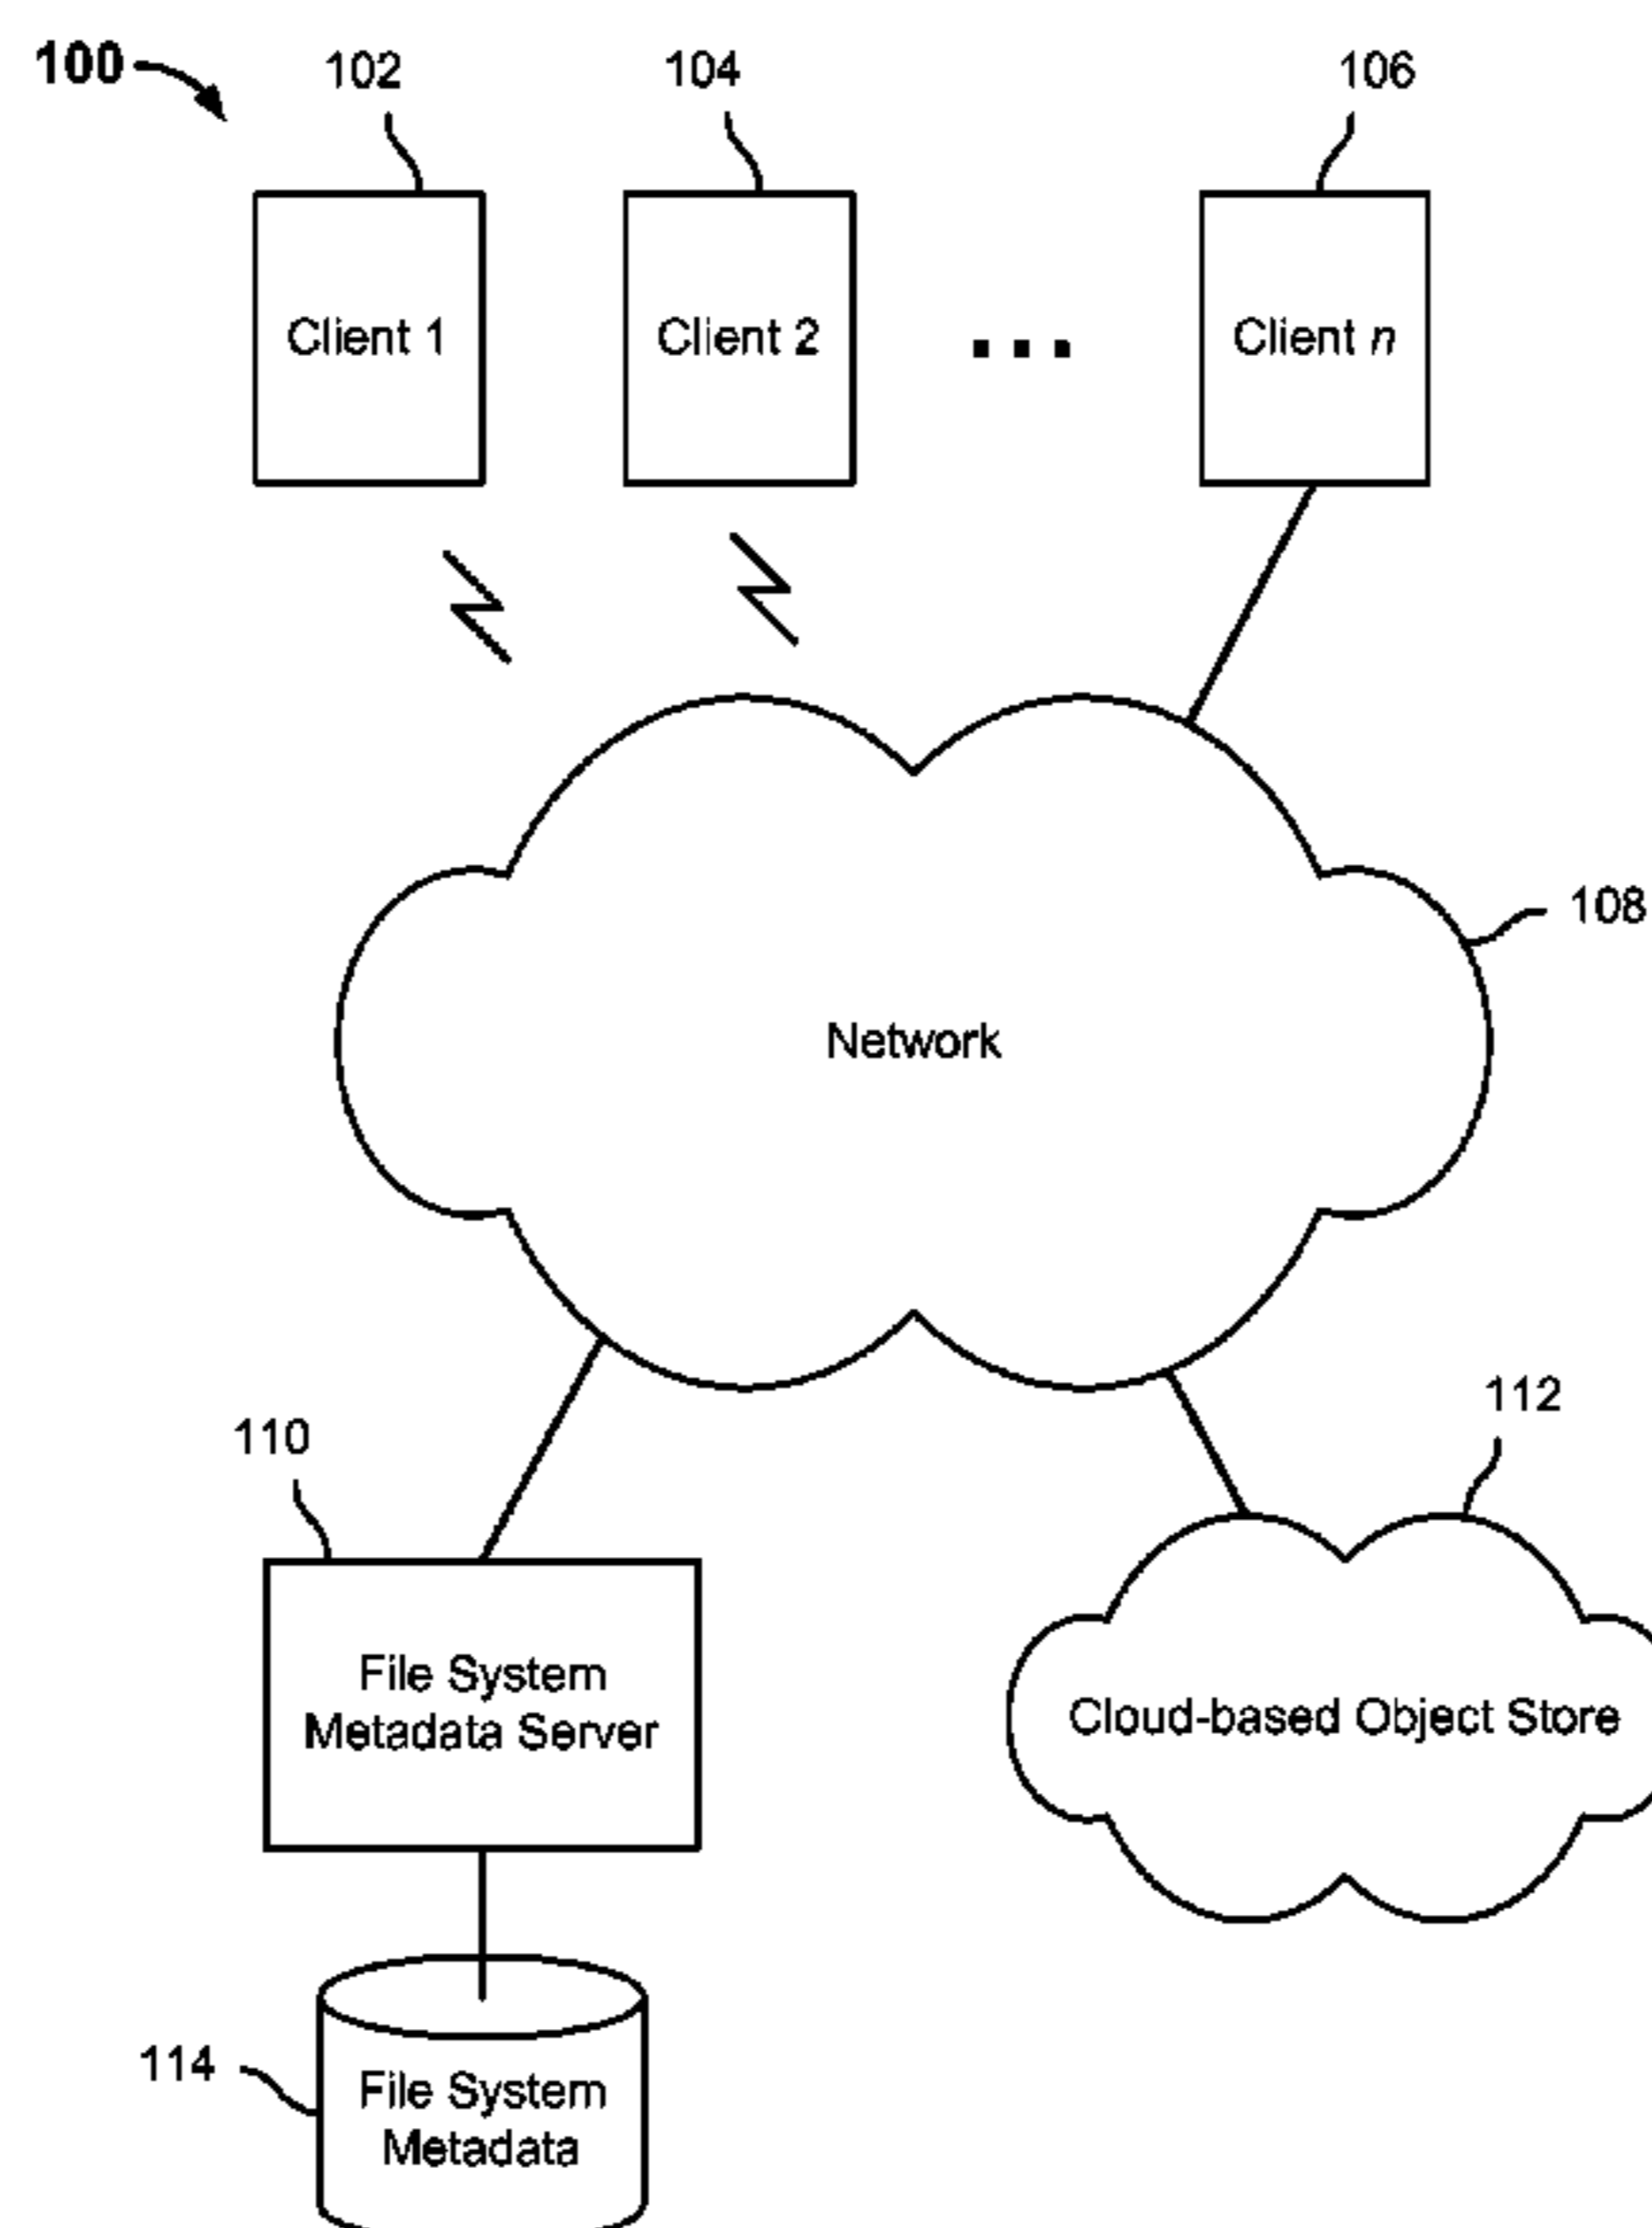 100
102
104
106
Client 1
Client 2
...
Client n
108
Network
110
112
File System
Metadata Server
Cloud-based Object Store
114
File System
Metadata